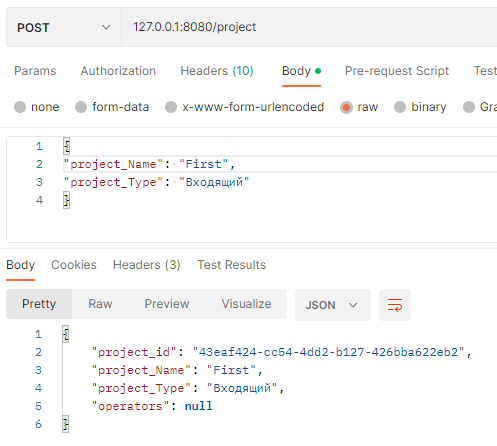 POST 127.0.0.1:8080/project
Params Authorization Headers (10) Body Pre-request Script
none form-data x-www-form-urlencoded raw binary
1 {
2 "project_Name": "First",
3 "project_Type": "Входящий"
4 }
Body Cookies Headers (3) Test Results
Pretty Raw Preview Visualize JSON
1 {
2 "project_id": "43eaf424-cc54-4dd2-b127-426bba622eb2",
3 "project_Name": "First",
4 "project_Type": "Входящий",
5 "operators": null
6 }